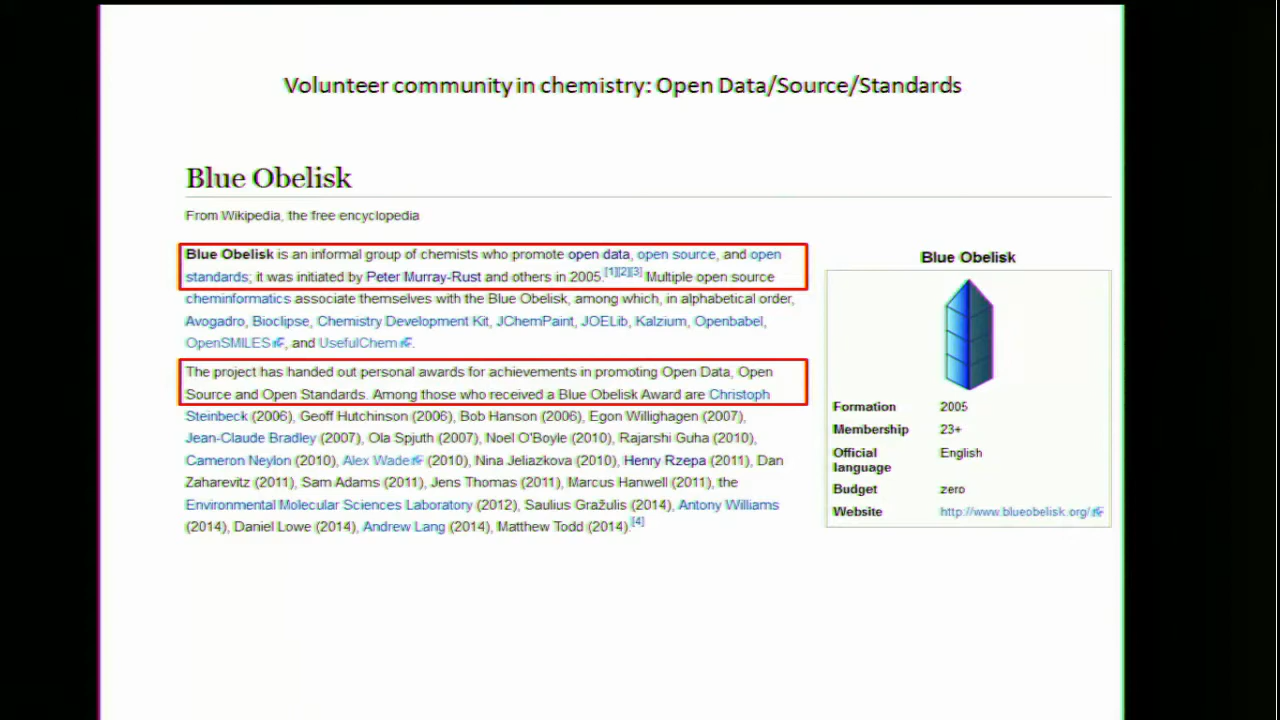 Volunteer community in chemistry: Open Data/Source/Standards
Blue Obelisk
From Wikipedia, the free encyclopedia
Blue Obelisk is an informal group of chemists who promote open data, open source, and open
standards; it was initiated by Peter Murray-Rust and others in 2005.[1][2][3] Multiple open source
cheminformatics associate themselves with the Blue Obelisk, among which, in alphabetical order,
Avogadro, Bioclipse, Chemistry Development Kit, JChemPaint, JOELib, Kalzium, Openbabel,
OpenSMILES, and UsefulChem.
The project has handed out personal awards for achievements in promoting Open Data, Open
Source and Open Standards. Among those who received a Blue Obelisk Award are Christoph
Steinbeck (2006), Geoff Hutchinson (2006), Bob Hanson (2006), Egon Willighagen (2007),
Jean-Claude Bradley (2007), Ola Spjuth (2007), Noel O'Boyle (2010), Rajarshi Guha (2010),
Cameron Neylon (2010), Alex Wade (2010), Nina Jeliazkova (2010), Henry Rzepa (2011), Dan
Zaharevitz (2011), Sam Adams (2011), Jens Thomas (2011), Marcus Hanwell (2011), the
Environmental Molecular Sciences Laboratory (2012), Saulius Gražulis (2014), Antony Williams
(2014), Daniel Lowe (2014), Andrew Lang (2014), Matthew Todd (2014).[4]
Blue Obelisk
Formation 2005
Membership 23+
Official language English
Budget zero
Website http://www.blueobelisk.org/